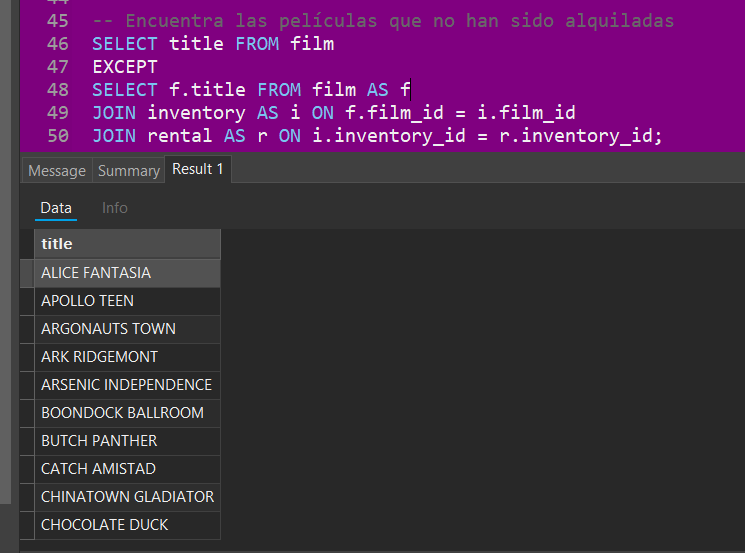 45 -- Encuentra las películas que no han sido alquiladas
46 SELECT title FROM film
47 EXCEPT
48 SELECT f.title FROM film AS f
49 JOIN inventory AS i ON f.film_id = i.film_id
50 JOIN rental AS r ON i.inventory_id = r.inventory_id;
Message Summary Result 1
Data Info
title
ALICE FANTASIA
APOLLO TEEN
ARGONAUTS TOWN
ARK RIDGEMONT
ARSENIC INDEPENDENCE
BOONDOCK BALLROOM
BUTCH PANTHER
CATCH AMISTAD
CHINATOWN GLADIATOR
CHOCOLATE DUCK